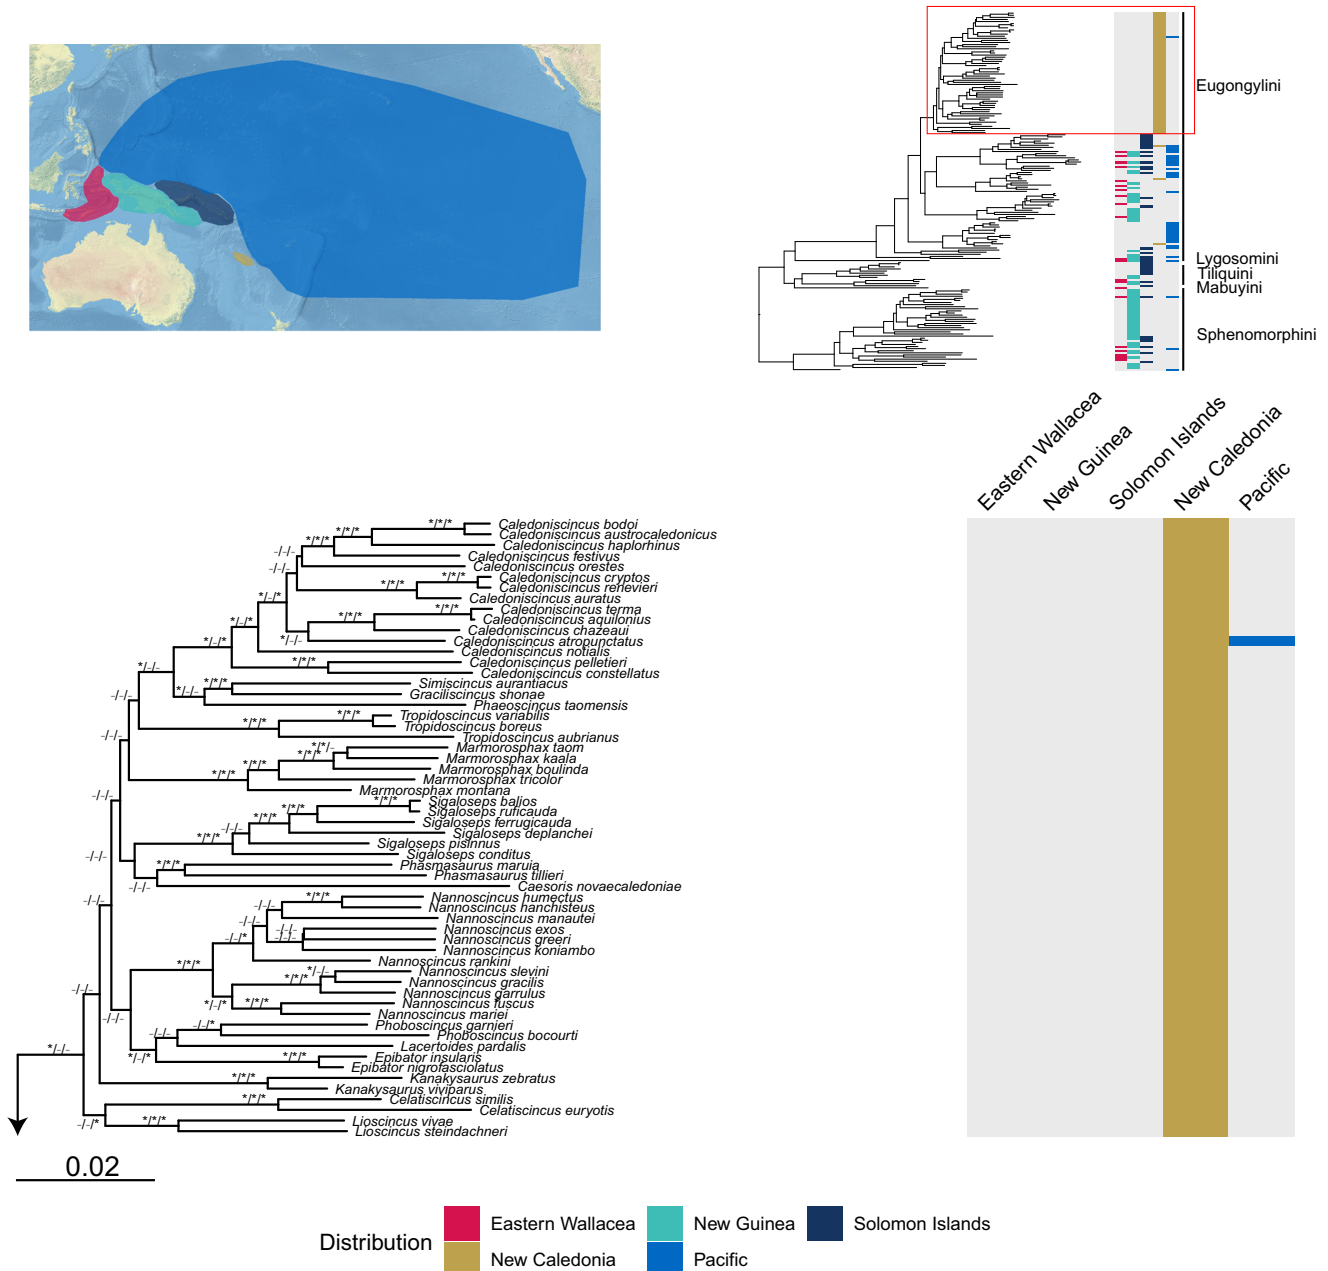 Eugongylini
Lygosomini
Tiliquini
Mabuyini
Sphenomorphini
Eastern Wallacea
New Guinea
Solomon Islands
New Caledonia
Pacific
*/*/* Caledoniscincus bodoi
*/*/* Caledoniscincus austrocaledonicus
*/*/* Caledoniscincus haplorhinus
-/-/- Caledoniscincus festivus
-/-/- Caledoniscincus orestes
*/*/* Caledoniscincus cryptos
*/*/* Caledoniscincus renevieri
*/-/* Caledoniscincus auratus
*/*/* Caledoniscincus terma
*/*/* Caledoniscincus aquilonius
*/-/* Caledoniscincus chazeaui
*/-/* */-/- Caledoniscincus atropunctatus
Caledoniscincus notialis
*/-/- */*/* Caledoniscincus pelletieri
Caledoniscincus constellatus
*/*/* Simiscincus aurantiacus
-/-/- */-/- Graciliscincus shonae
Phaeoscincus taomensis
*/*/* Tropidoscincus variabilis
*/*/* Tropidoscincus boreus
-/-/- Tropidoscincus aubrianus
*/*/- Marmorosphax taom
*/*/* Marmorosphax kaala
*/*/* Marmorosphax boulinda
*/*/* Marmorosphax tricolor
Marmorosphax montana
-/-/- */*/* Sigaloseps balios
*/*/* Sigaloseps ruficauda
Sigaloseps ferrugicauda
-/-/- Sigaloseps deplanchei
*/*/* Sigaloseps pisinnus
-/-/- Sigaloseps conditus
*/*/* Phasmasaurus maruia
Phasmasaurus tillieri
-/-/- Caesoris novaecaledoniae
-/-/- */*/* Nannoscincus humectus
-/-/- Nannoscincus hanchisteus
-/-/- Nannoscincus manautei
-/-/- Nannoscincus exos
-/-/* -/-/- Nannoscincus greeri
Nannoscincus koniambo
*/*/* Nannoscincus rankini
*/-/- Nannoscincus slevini
*/*/* Nannoscincus gracilis
-/-/- Nannoscincus garrulus
*/-/* */*/* Nannoscincus fuscus
Nannoscincus mariei
-/-/- -/-/* Phoboscincus garnieri
-/-/- Phoboscincus bocourti
Lacertoides pardalis
*/-/- */-/* */*/* Epibator insularis
Epibator nigrofasciolatus
*/*/* Kanakysaurus zebratus
Kanakysaurus viviparus
*/*/* Celatiscincus similis
Celatiscincus euryotis
-/-/* */*/* Lioscincus vivae
Lioscincus steindachneri
0.02
Distribution
Eastern Wallacea
New Guinea
Solomon Islands
New Caledonia
Pacific